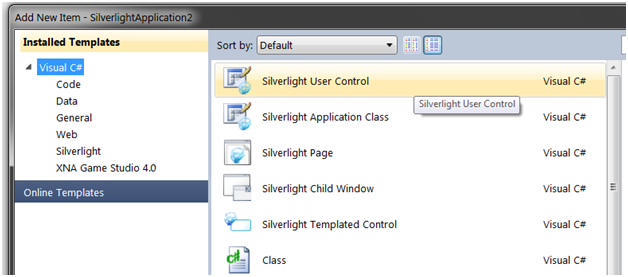 Add New Item - SilverlightApplication2
Installed Templates
Sort by: Default
Visual C#
Code
Data
General
Web
Silverlight
XNA Game Studio 4.0
Online Templates
Silverlight User Control Visual C#
Silverlight User Control
Silverlight Application Class Visual C#
Silverlight Page Visual C#
Silverlight Child Window Visual C#
Silverlight Templated Control Visual C#
C# Class Visual C#